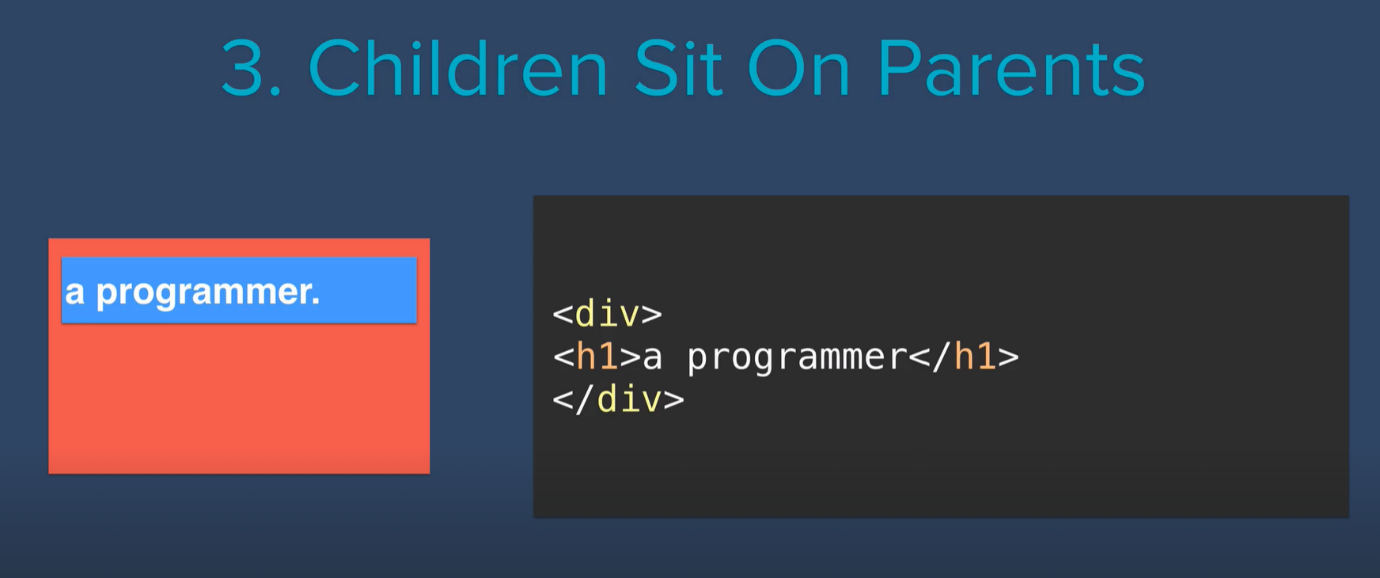 3. Children Sit On Parents
a programmer.
<div>
<h1>a programmer</h1>
</div>